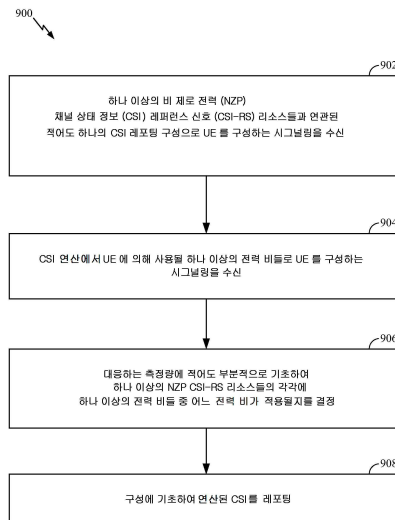 900
902
하나 이상의 비 제로 전력 (NZP)
채널 상태 정보 (CSI) 레퍼런스 신호 (CSI-RS) 리소스들과 연관된
적어도 하나의 CSI 레포팅 구성으로 UE 를 구성하는 시그널링을 수신
904
CSI 연산에서 UE 에 의해 사용될 하나 이상의 전력 비들로 UE 를 구성하는
시그널링을 수신
906
대응하는 측정량에 적어도 부분적으로 기초하여
하나 이상의 NZP CSI-RS 리소스들의 각각에
하나 이상의 전력 비들 중 어느 전력 비가 적용될지를 결정
908
구성에 기초하여 연산된 CSI를 레포팅